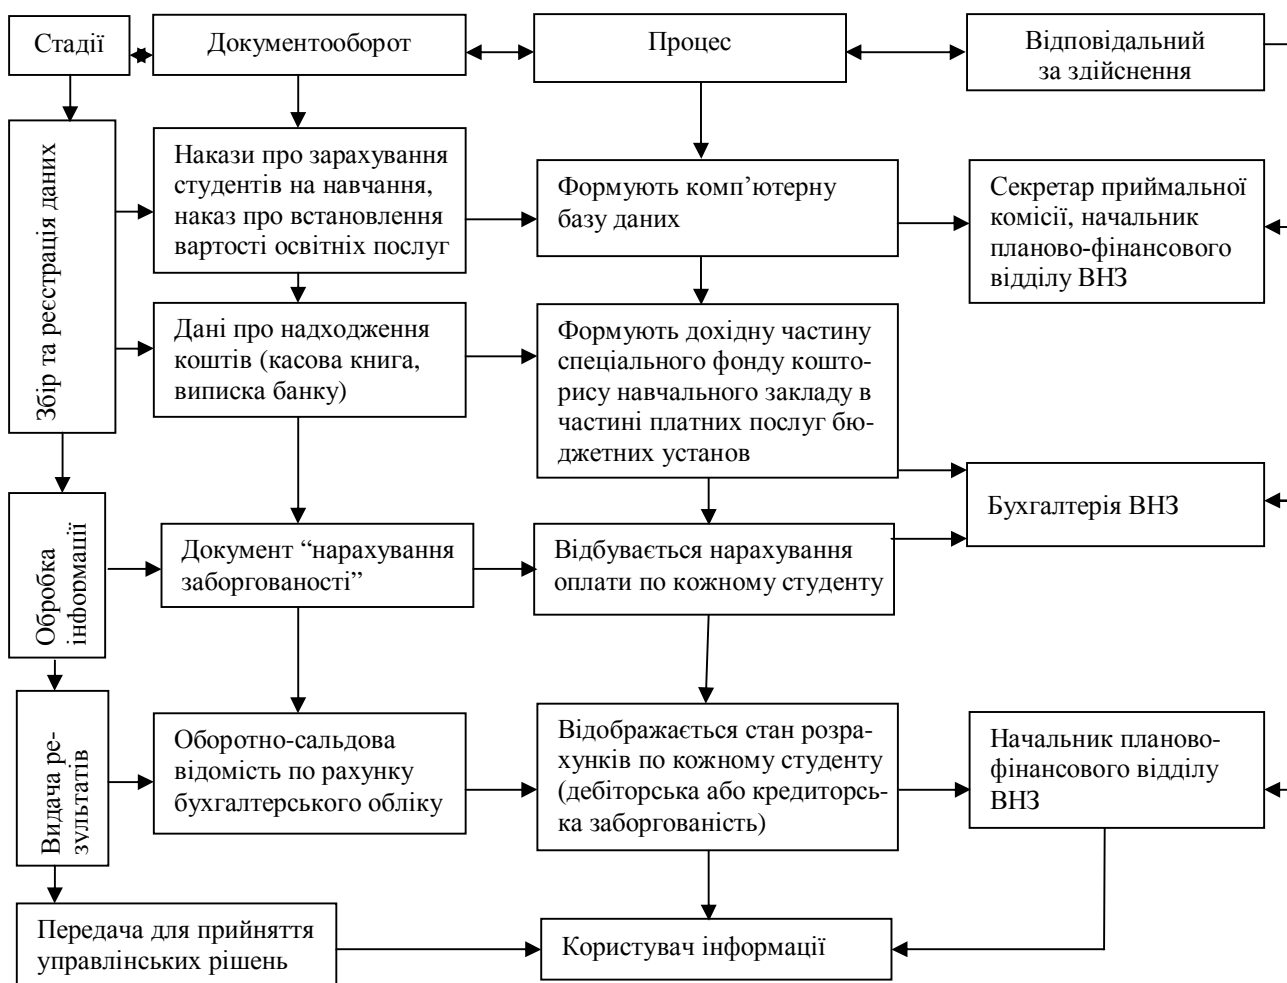 Стадії
Документооборот
Процес
Відповідальний
за здійснення
Збір та реєстрація даних
Накази про зарахування
студентів на навчання,
наказ про встановлення
вартості освітніх послуг
Формують комп’ютерну
базу даних
Секретар приймальної
комісії, начальник
планово-фінансового
відділу ВНЗ
Дані про надходження
коштів (касова книга,
виписка банку)
Формують дохідну частину
спеціального фонду кошто-
рису навчального закладу в
частині платних послуг бю-
джетних установ
Бухгалтерія ВНЗ
Обробка
інформації
Документ “нарахування
заборгованості”
Відбувається нарахування
оплати по кожному студенту
Видача ре-
зультатів
Оборотно-сальдова
відомість по рахунку
бухгалтерського обліку
Відображається стан розра-
хунків по кожному студенту
(дебіторська або кредиторсь-
ка заборгованість)
Начальник планово-
фінансового відділу
ВНЗ
Передача для прийняття
управлінських рішень
Користувач інформації